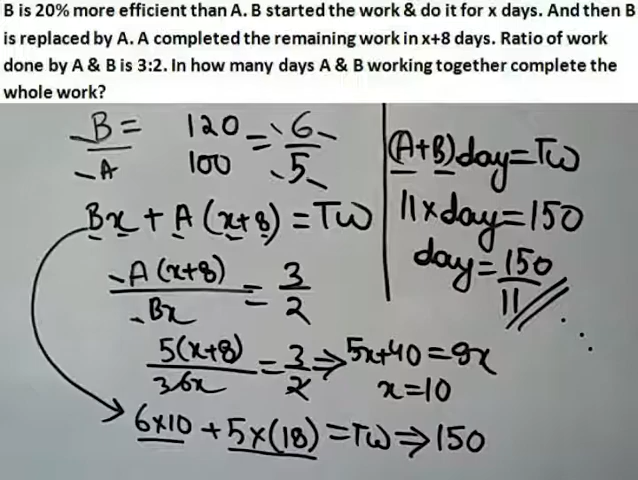 B is 20% more efficient than A. B started the work & do it for x days. And then B
is replaced by A. A completed the remaining work in x+8 days. Ratio of work
done by A & B is 3:2. In how many days A & B working together complete the
whole work?
B/A = 120/100 = 6/5
Bx + A(x+8) = TW
A(x+8)/Bx = 3/2
5(x+8)/36x = 3/2 ⇒ 5x+40 = 9x
x = 10
6×10 + 5×(18) = TW ⇒ 150
(A+B)day = TW
11×day = 150
day = 150/11